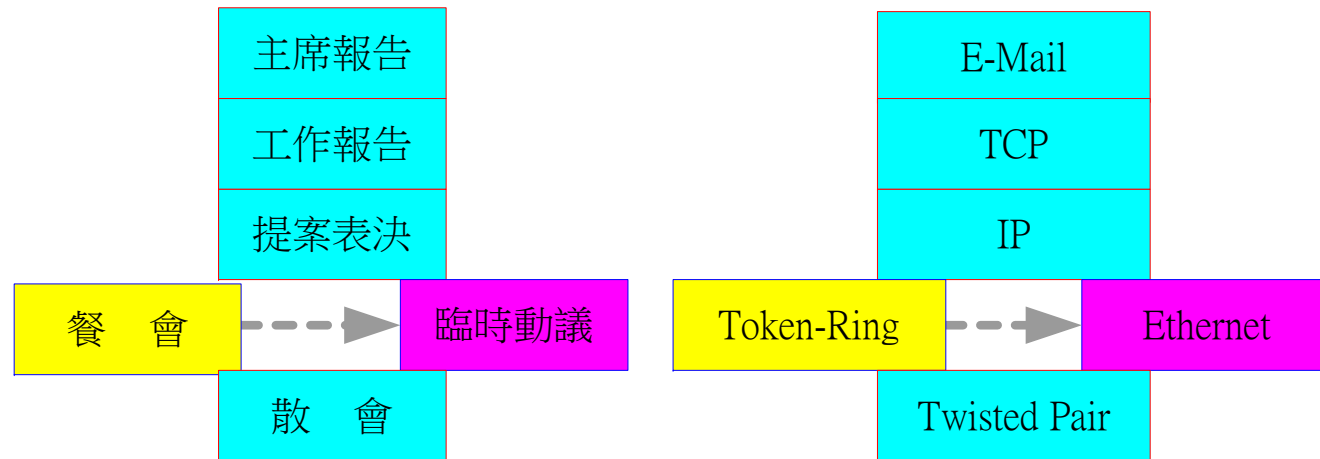 主席報告
工作報告
提案表決
餐 會
臨時動議
散 會
E-Mail
TCP
IP
Token-Ring
Ethernet
Twisted Pair